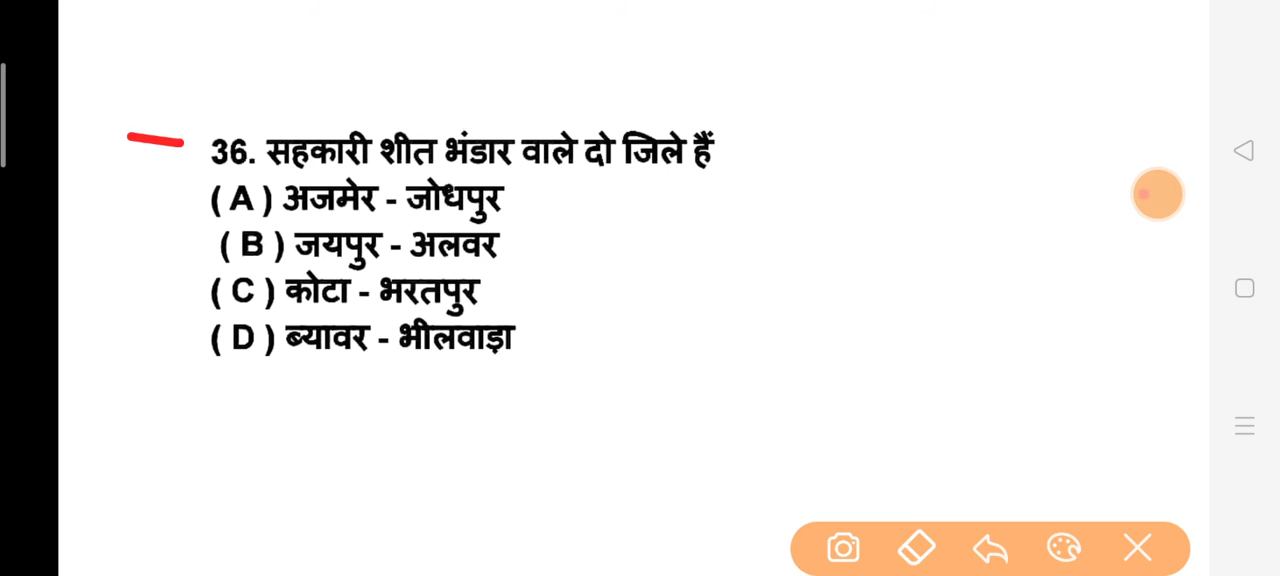 36. सहकारी शीत भंडार वाले दो जिले हैं
( A ) अजमेर - जोधपुर
( B ) जयपुर - अलवर
( C ) कोटा - भरतपुर
( D ) ब्यावर - भीलवाड़ा